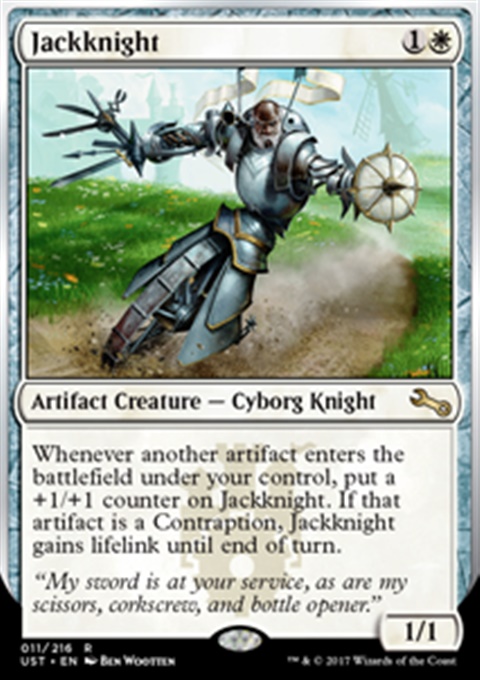 Jackknight 1
Artifact Creature — Cyborg Knight
Whenever another artifact enters the
battlefield under your control, put a
+1/+1 counter on Jackknight. If that
artifact is a Contraption, Jackknight
gains lifelink until end of turn.
“My sword is at your service, as are my
scissors, corkscrew, and bottle opener.”
1/1
011/216 R
UST • EN Ben Wootten
™ & © 2017 Wizards of the Coast